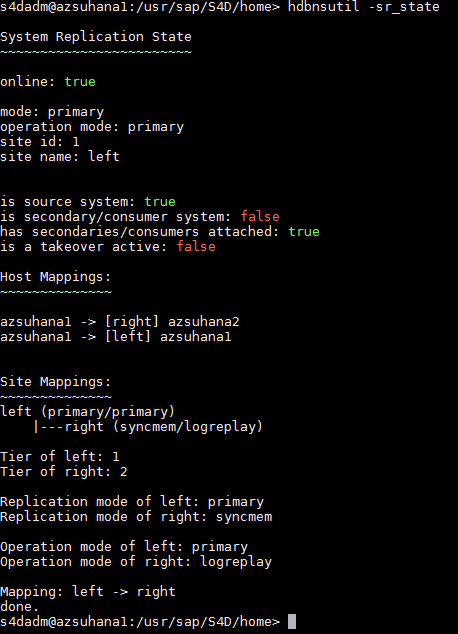 s4dadm@azsuhana1:/usr/sap/S4D/home> hdbnsutil -sr_state
System Replication State
~~~~~~~~~~~~~~~~~~~~~~~~
online: true
mode: primary
operation mode: primary
site id: 1
site name: left
is source system: true
is secondary/consumer system: false
has secondaries/consumers attached: true
is a takeover active: false
Host Mappings:
~~~~~~~~~~~~~~
azsuhana1 -> [right] azsuhana2
azsuhana1 -> [left] azsuhana1
Site Mappings:
~~~~~~~~~~~~~~
left (primary/primary)
    |---right (syncmem/logreplay)
Tier of left: 1
Tier of right: 2
Replication mode of left: primary
Replication mode of right: syncmem
Operation mode of left: primary
Operation mode of right: logreplay
Mapping: left -> right
done.
s4dadm@azsuhana1:/usr/sap/S4D/home>